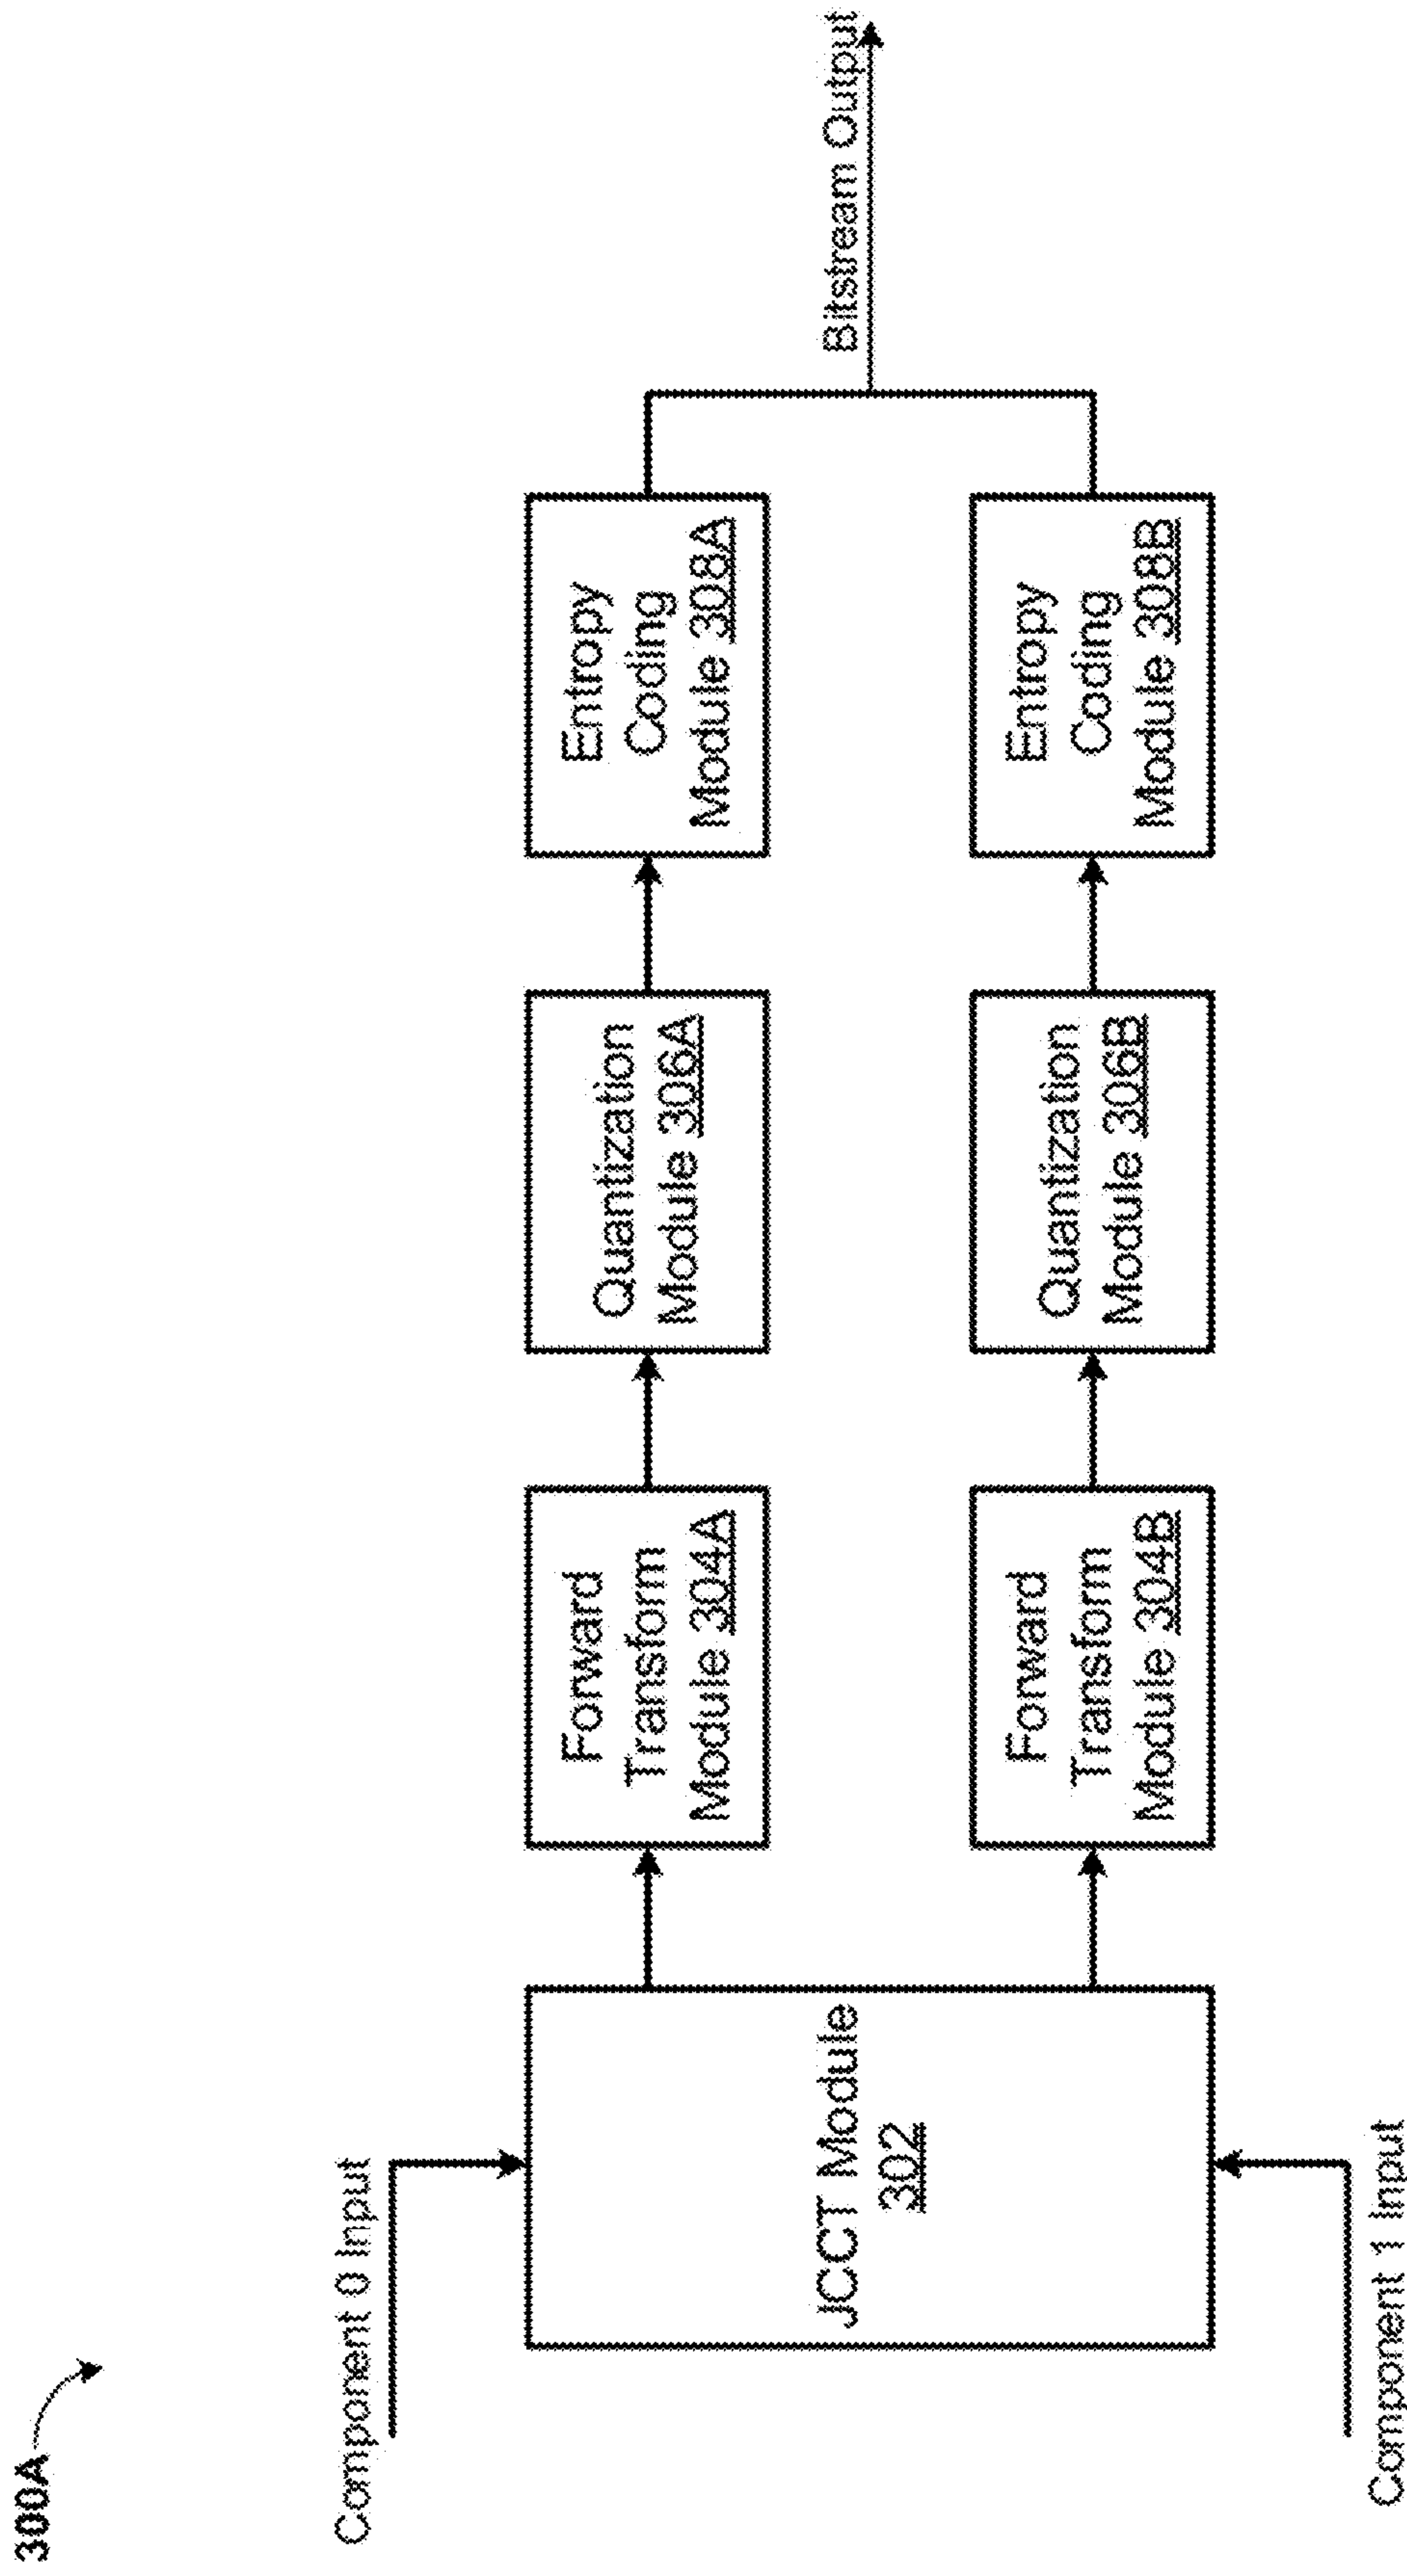 300A
Component 0 Input
Component 1 Input
JCCT Module
302
Forward
Transform
Module 304A
Quantization
Module 306A
Entropy
Coding
Module 308A
Forward
Transform
Module 304B
Quantization
Module 306B
Entropy
Coding
Module 308B
Bitstream Output